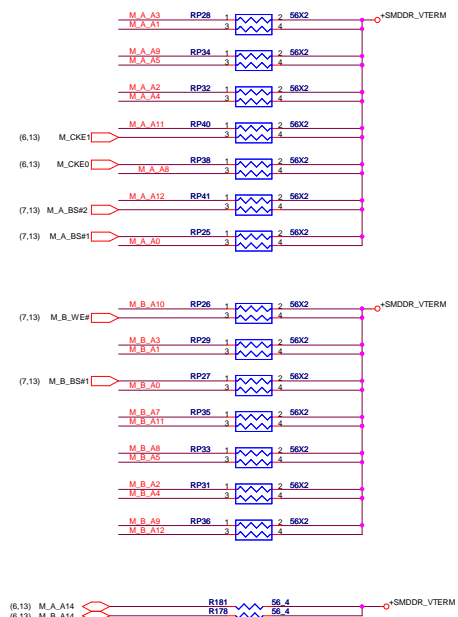 M_A_A3 RP28 1 2 56X2 +SMDDR_VTERM
M_A_A1 3 4
M_A_A9 RP34 1 2 56X2
M_A_A5 3 4
M_A_A2 RP32 1 2 56X2
M_A_A4 3 4
M_A_A11 RP40 1 2 56X2
(6,13) M_CKE1 3 4
(6,13) M_CKE0 RP38 1 2 56X2
M_A_A8 3 4
M_A_A12 RP41 1 2 56X2
(7,13) M_A_BS#2 3 4
(7,13) M_A_BS#1 RP25 1 2 56X2
M_A_A0 3 4
M_B_A10 RP26 1 2 56X2 +SMDDR_VTERM
(7,13) M_B_WE# 3 4
M_B_A3 RP29 1 2 56X2
M_B_A1 3 4
(7,13) M_B_BS#1 RP27 1 2 56X2
M_B_A0 3 4
M_B_A7 RP35 1 2 56X2
M_B_A11 3 4
M_B_A8 RP33 1 2 56X2
M_B_A5 3 4
M_B_A2 RP31 1 2 56X2
M_B_A4 3 4
M_B_A9 RP36 1 2 56X2
M_B_A12 3 4
(6,13) M_A_A14 R181 56_4 +SMDDR_VTERM
(6,13) M_B_A14 R178 56_4